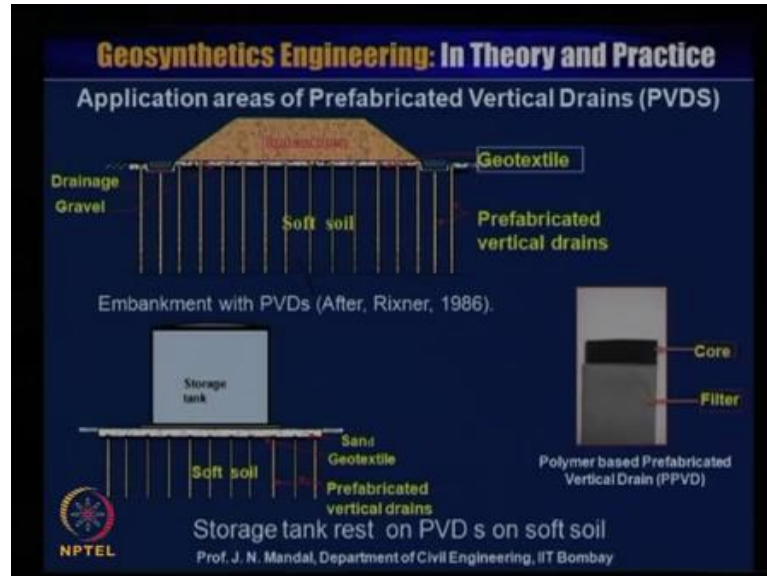 Geosynthetics Engineering: In Theory and Practice
Application areas of Prefabricated Vertical Drains (PVDS)
Geotextile
Drainage
Gravel
Soft soil
Prefabricated
vertical drains
Embankment with PVDs (After, Rixner, 1986).
Core
Filter
Polymer based Prefabricated
Vertical Drain (PPVD)
Storage
tank
Sand
Geotextile
Soft soil
Prefabricated
vertical drains
Storage tank rest on PVD s on soft soil
NPTEL
Prof. J. N. Mandal, Department of Civil Engineering, IIT Bombay